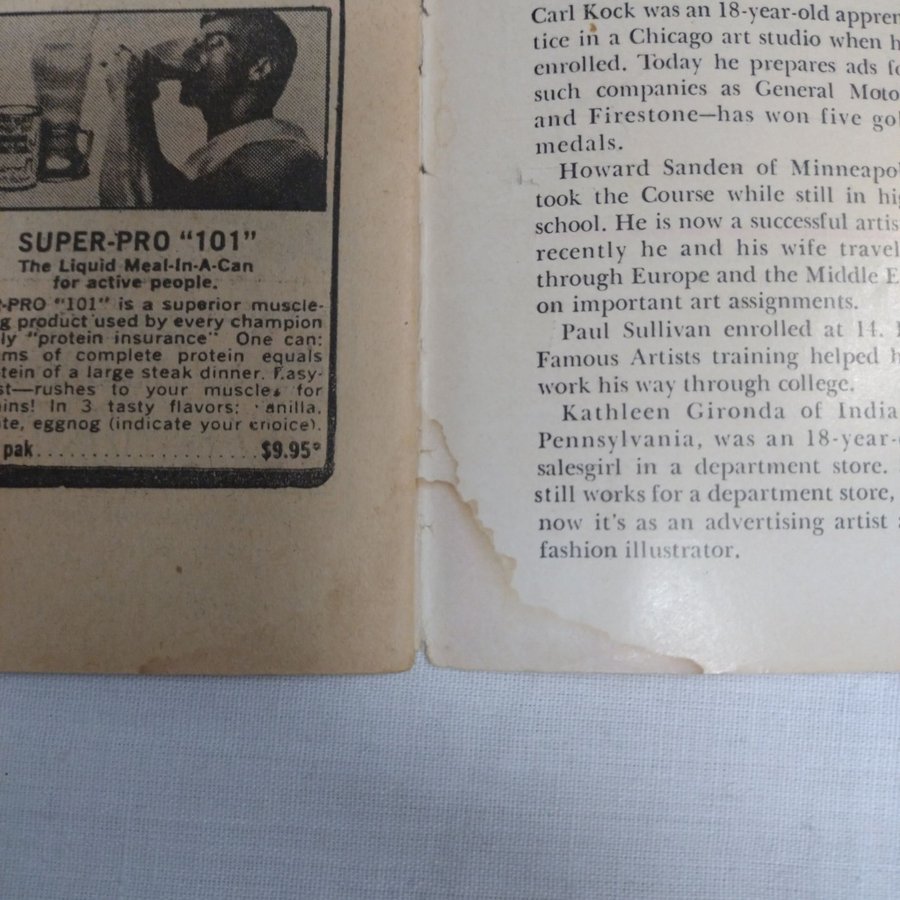 SUPER-PRO “101”
The Liquid Meal-In-A-Can
for active people.
-PRO “101” is a superior muscle-
g product used by every champion
ly “protein insurance” One can:
ms of complete protein equals
tein of a large steak dinner. Easy-
st—rushes to your muscles for
ins! In 3 tasty flavors: vanilla,
te, eggnog (indicate your choice).
pak..........................$9.95*
Carl Kock was an 18-year-old appren
tice in a Chicago art studio when h
enrolled. Today he prepares ads fo
such companies as General Moto
and Firestone—has won five gol
medals.
Howard Sanden of Minneapol
took the Course while still in hig
school. He is now a successful artis
recently he and his wife travel
through Europe and the Middle E
on important art assignments.
Paul Sullivan enrolled at 14.
Famous Artists training helped h
work his way through college.
Kathleen Gironda of India
Pennsylvania, was an 18-year-o
salesgirl in a department store.
still works for a department store,
now it's as an advertising artist a
fashion illustrator.